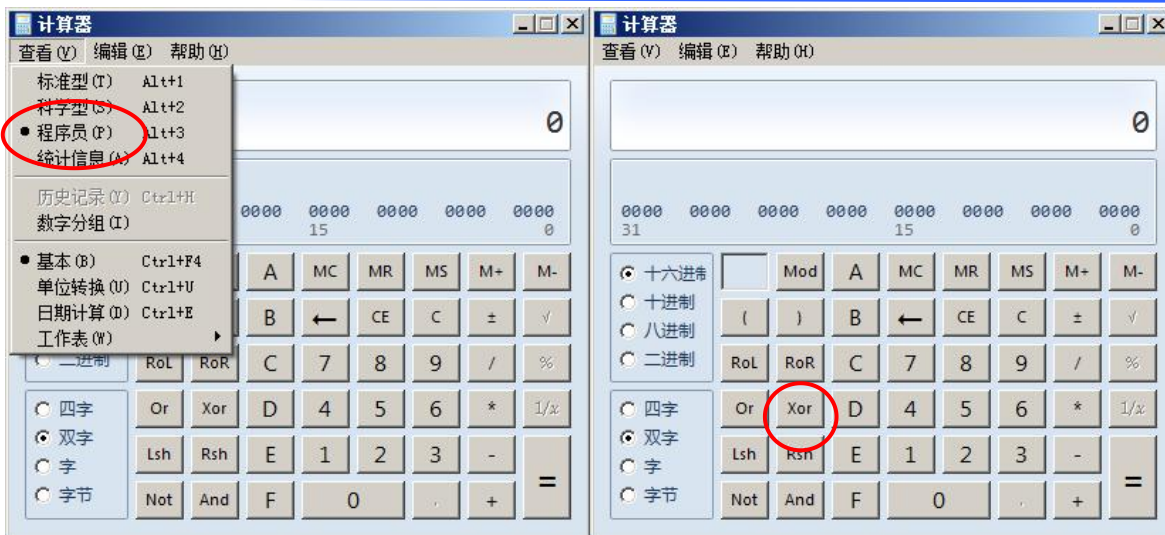 计算器
查看(V) 编辑(E) 帮助(H)
标准型(T) Alt+1
科学型(S) Alt+2
程序员(P) Alt+3
统计信息(A) Alt+4
历史记录(Y) Ctrl+H
数字分组(I)
基本(B) Ctrl+F4
单位转换(U) Ctrl+U
日期计算(D) Ctrl+E
工作表(W)
0
0000 0000 0000 0000 0000
15 0
A MC MR MS M+ M-
B ← CE C ± √
二进制 RoL RoR C 7 8 9 / %
四字 Or Xor D 4 5 6 * 1/x
双字
字 Lsh Rsh E 1 2 3 - =
字节 Not And F 0 . +
计算器
查看(V) 编辑(E) 帮助(H)
0
0000 0000 0000 0000 0000 0000 0000 0000
31 15 0
十六进制 Mod A MC MR MS M+ M-
十进制
八进制 ( ) B ← CE C ± √
二进制 RoL RoR C 7 8 9 / %
四字 Or Xor D 4 5 6 * 1/x
双字
字 Lsh Rsh E 1 2 3 - =
字节 Not And F 0 . +